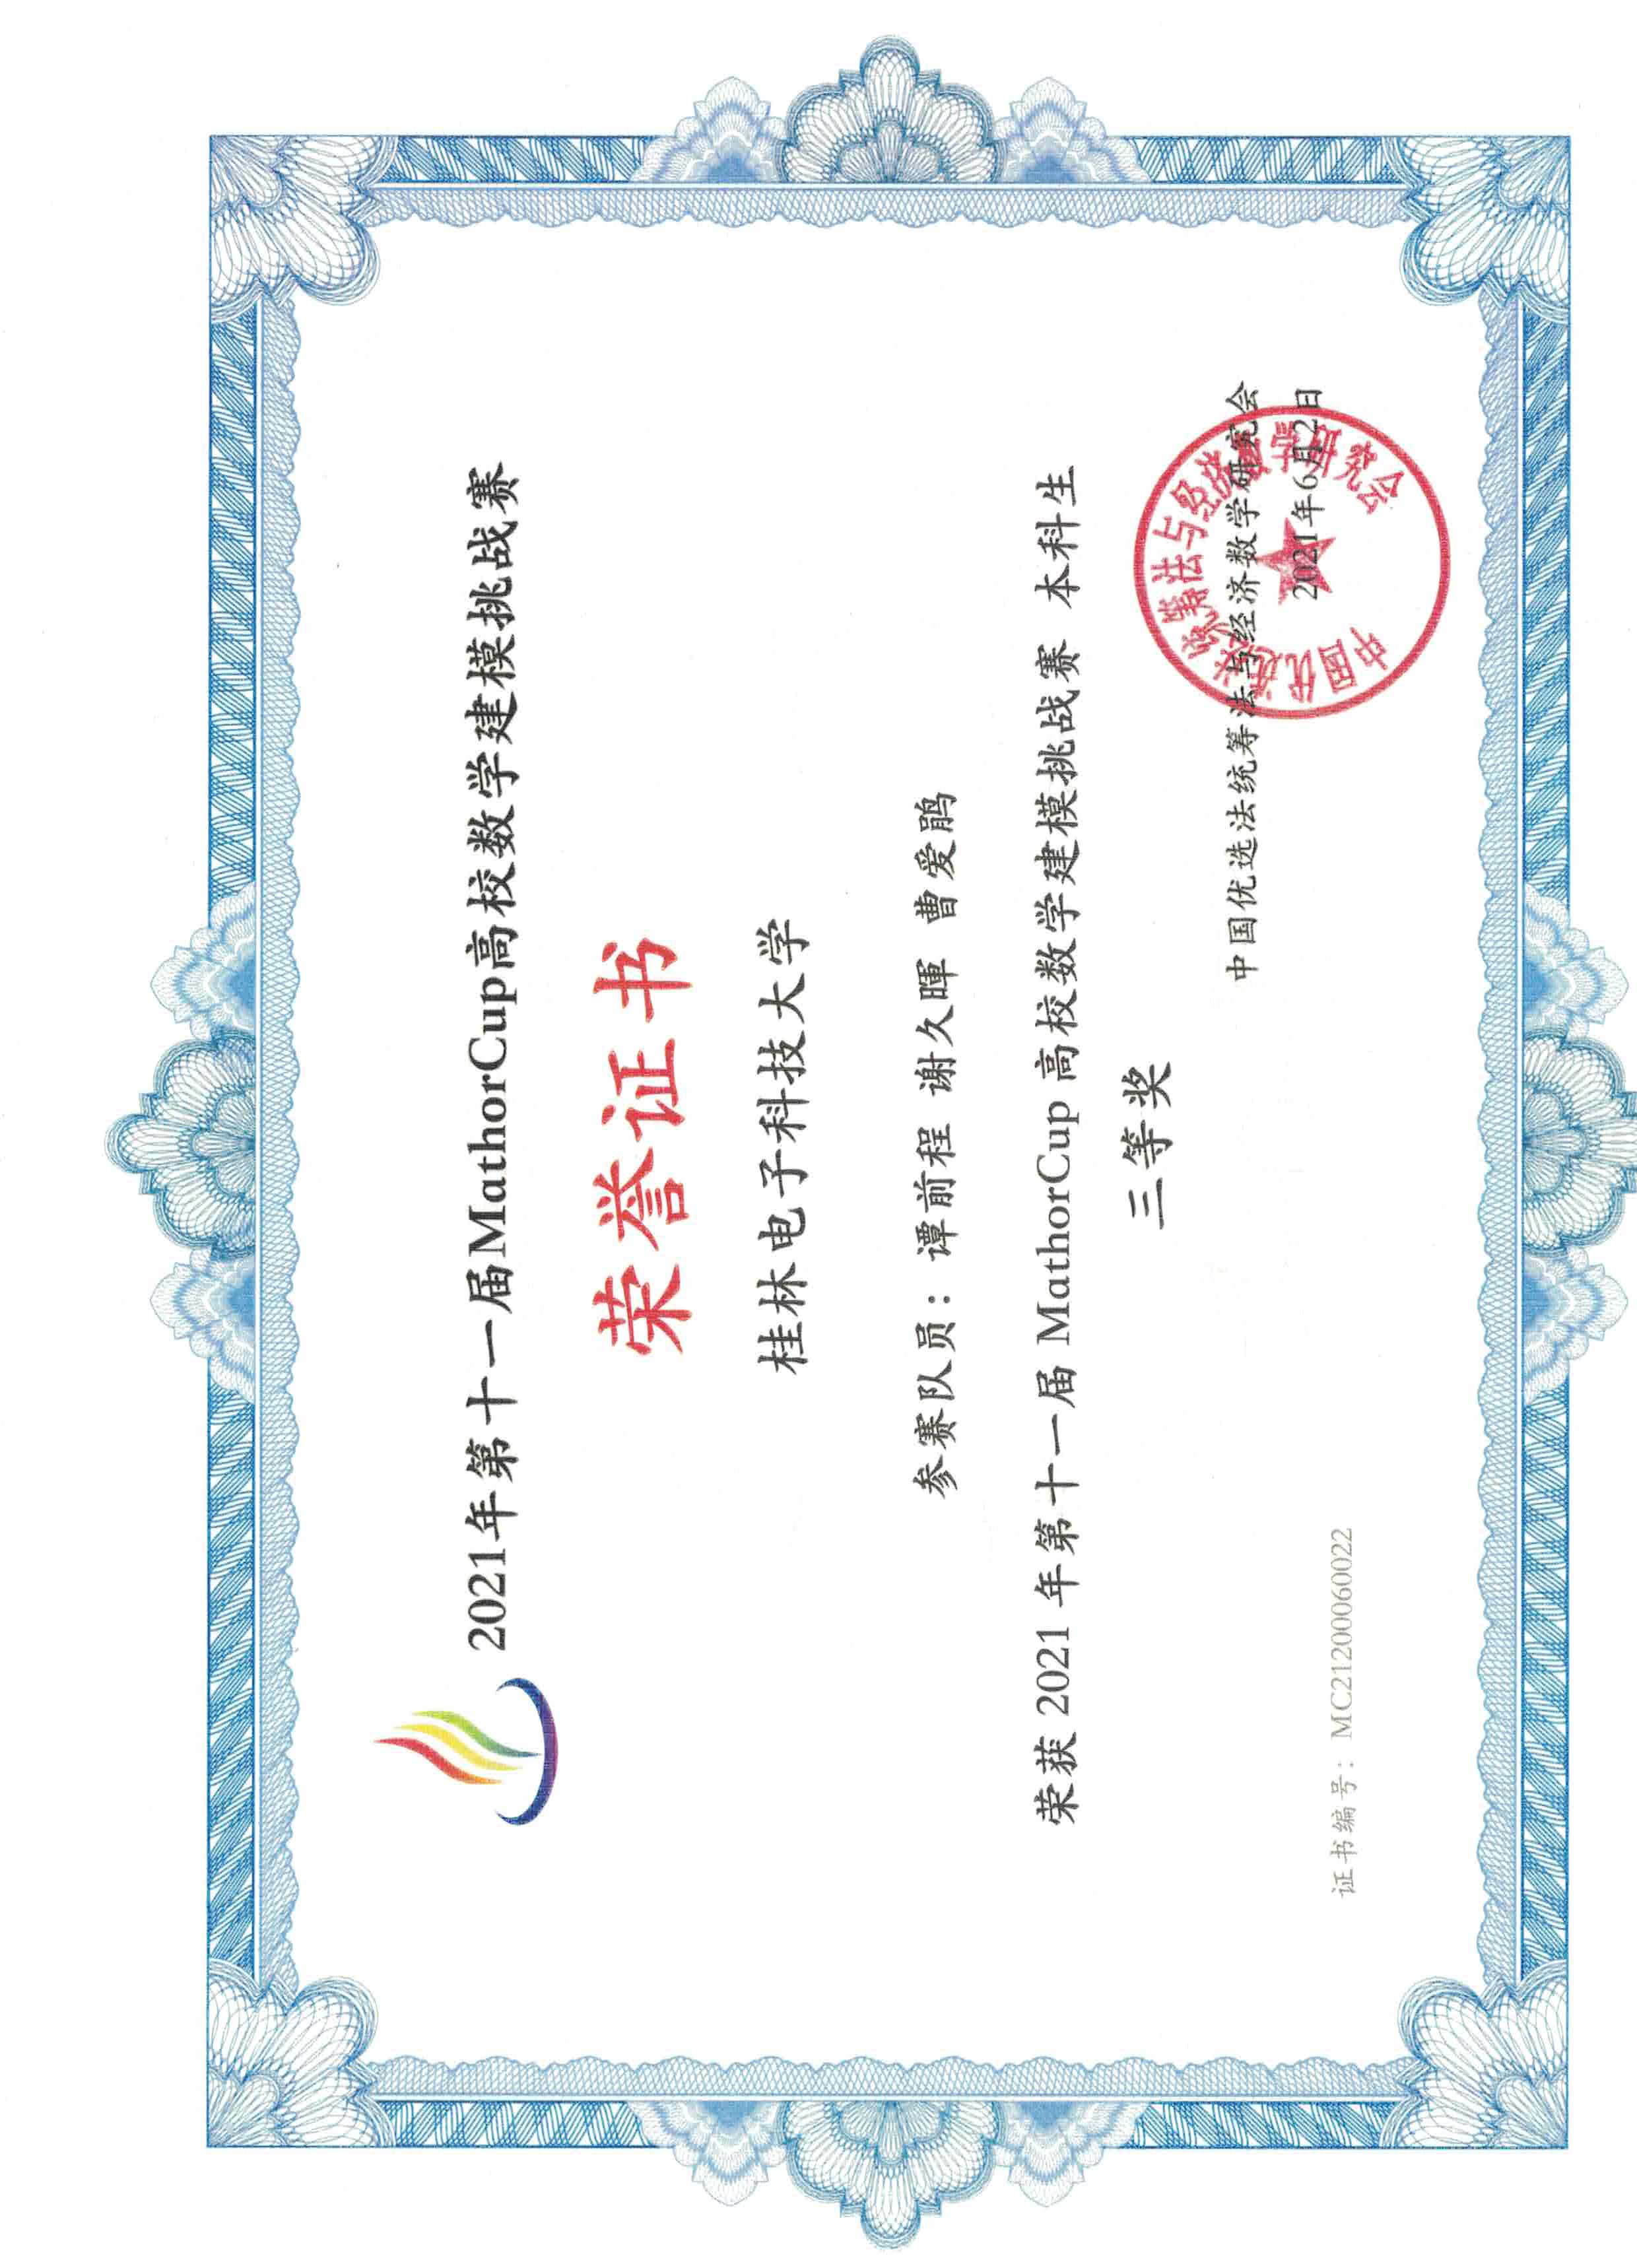 2021年第十一届MathorCup高校数学建模挑战赛
荣誉证书
桂林电子科技大学
参赛队员：谭前程 谢久暉 曹爱鹃
荣获 2021 年第十一届 MathorCup 高校数学建模挑战赛 本科生
三等奖
中国优选法统筹法与经济数学研究会
2021年6月2日
证书编号：MC21200060022
中国优选法统筹法与经济数学研究会